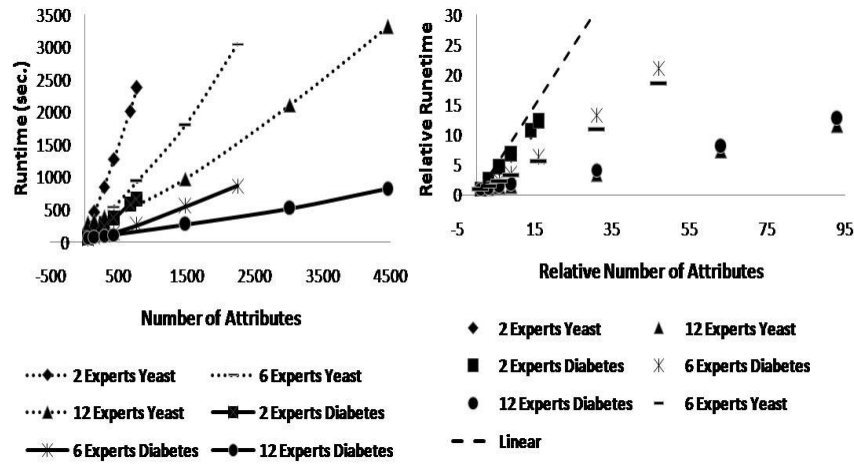 3500
3000
2500
2000
1500
1000
500
0
Runtime (sec.)
-500 500 1500 2500 3500 4500
Number of Attributes
2 Experts Yeast
6 Experts Yeast
12 Experts Yeast
2 Experts Diabetes
6 Experts Diabetes
12 Experts Diabetes
30
25
20
15
10
5
0
Relative Runetime
-5 15 35 55 75 95
Relative Number of Attributes
2 Experts Yeast
12 Experts Yeast
2 Experts Diabetes
6 Experts Diabetes
12 Experts Diabetes
6 Experts Yeast
Linear